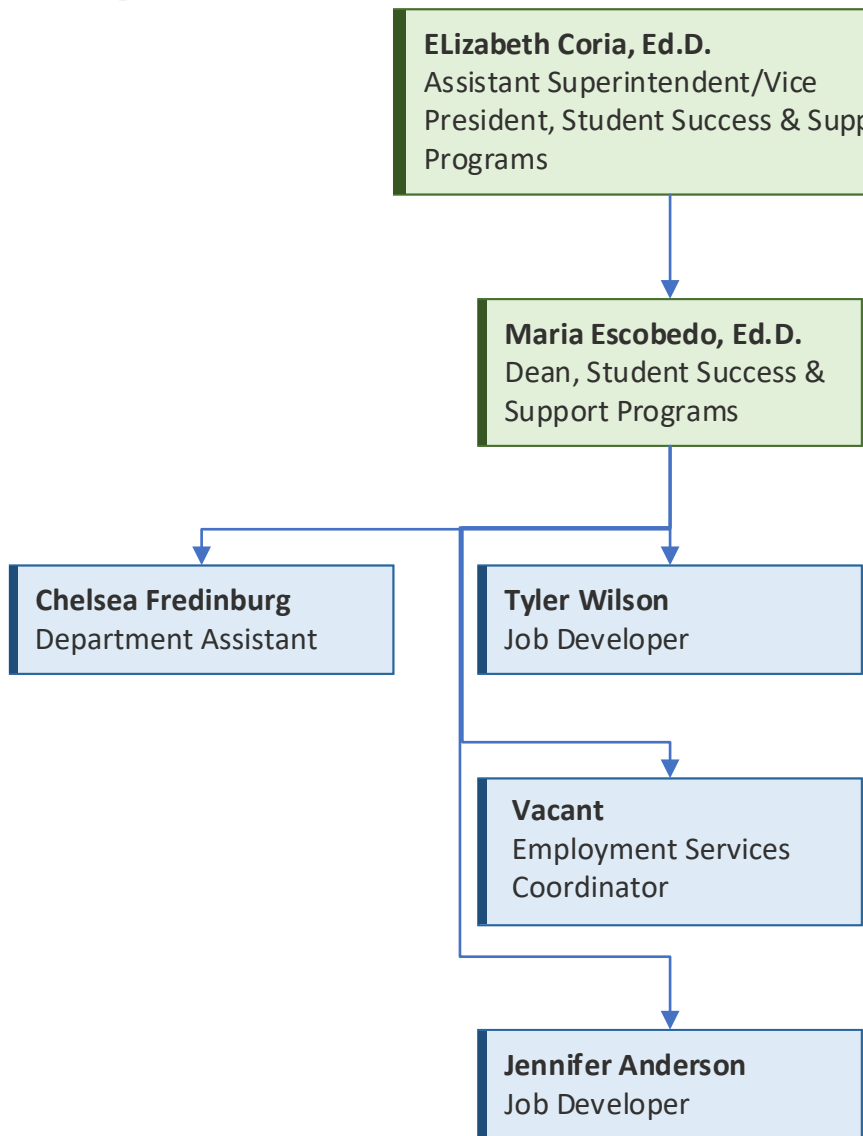 ELizabeth Coria, Ed.D.
Assistant Superintendent/Vice
President, Student Success & Supp
Programs
Maria Escobedo, Ed.D.
Dean, Student Success &
Support Programs
Chelsea Fredinburg
Department Assistant
Tyler Wilson
Job Developer
Vacant
Employment Services
Coordinator
Jennifer Anderson
Job Developer